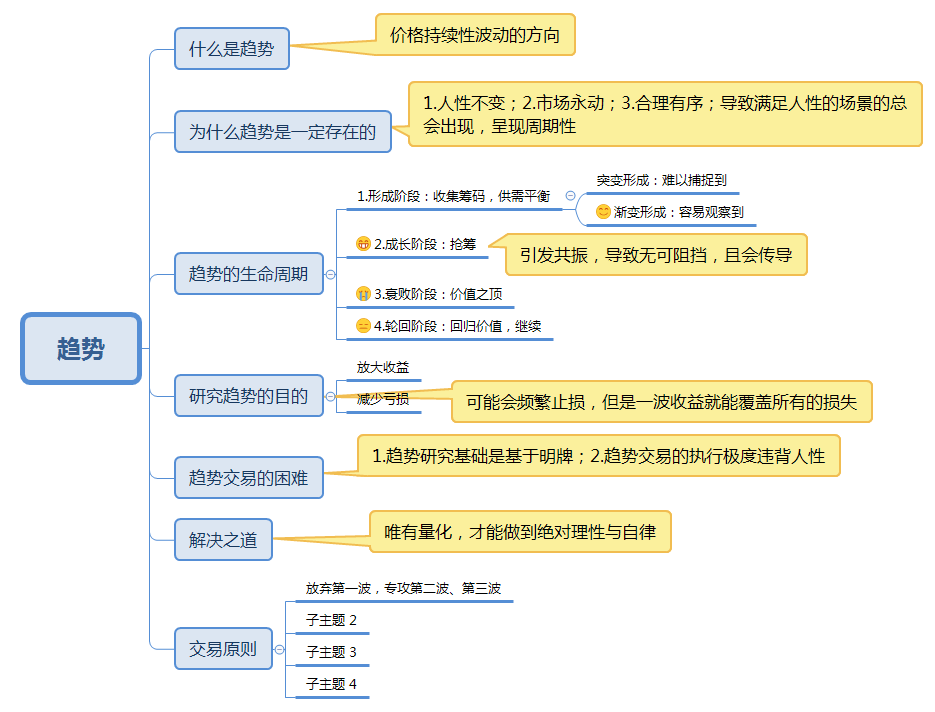 趋势
什么是趋势
价格持续性波动的方向
为什么趋势是一定存在的
1.人性不变；2.市场永动；3.合理有序；导致满足人性的场景的总
会出现，呈现周期性
趋势的生命周期
1.形成阶段：收集筹码，供需平衡
突变形成：难以捕捉到
渐变形成：容易观察到
2.成长阶段：抢筹
引发共振，导致无可阻挡，且会传导
3.衰败阶段：价值之顶
4.轮回阶段：回归价值，继续
研究趋势的目的
放大收益
减少亏损
可能会频繁止损，但是一波收益就能覆盖所有的损失
趋势交易的困难
1.趋势研究基础是基于明牌；2.趋势交易的执行极度违背人性
解决之道
唯有量化，才能做到绝对理性与自律
交易原则
放弃第一波，专攻第二波、第三波
子主题 2
子主题 3
子主题 4